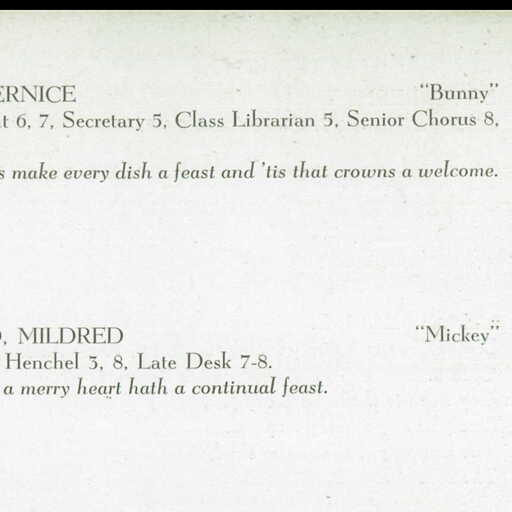 ERNICE "Bunny"
t 6, 7, Secretary 5, Class Librarian 5, Senior Chorus 8,
s make every dish a feast and 'tis that crowns a welcome.
, MILDRED "Mickey"
Henchel 3, 8, Late Desk 7-8.
a merry heart hath a continual feast.